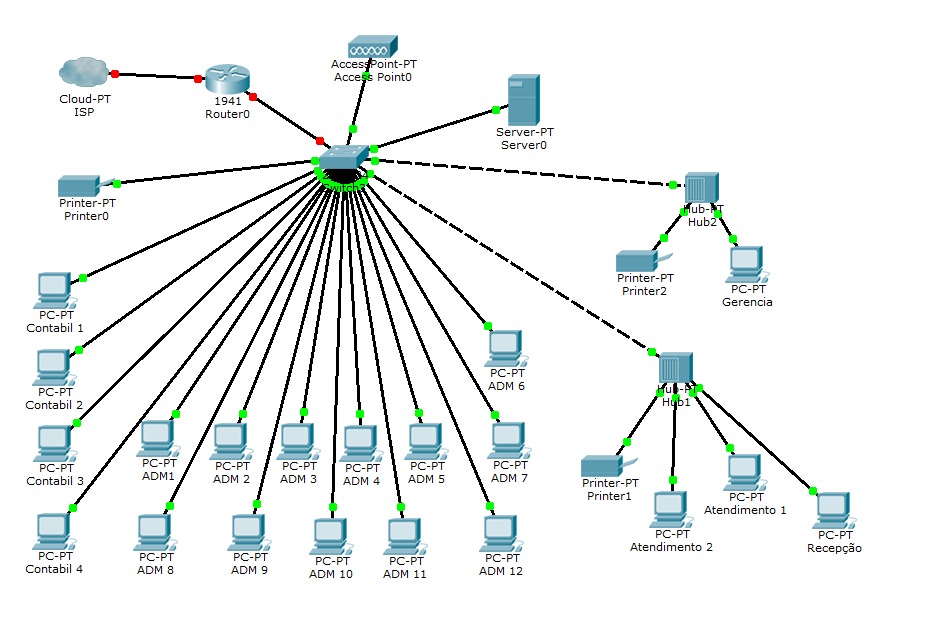 AccessPoint-PT
Access Point0
Cloud-PT
ISP
1941
Router0
Server-PT
Server0
Printer-PT
Printer0
Hub-PT
Hub2
Printer-PT
Printer2
PC-PT
Gerencia
PC-PT
Contabil 1
PC-PT
ADM 6
PC-PT
Contabil 2
Hub-PT
Hub1
PC-PT
Contabil 3
PC-PT
ADM1
PC-PT
ADM 2
PC-PT
ADM 3
PC-PT
ADM 4
PC-PT
ADM 5
PC-PT
ADM 7
Printer-PT
Printer1
PC-PT
Atendimento 1
PC-PT
Atendimento 2
PC-PT
Recepção
PC-PT
Contabil 4
PC-PT
ADM 8
PC-PT
ADM 9
PC-PT
ADM 10
PC-PT
ADM 11
PC-PT
ADM 12